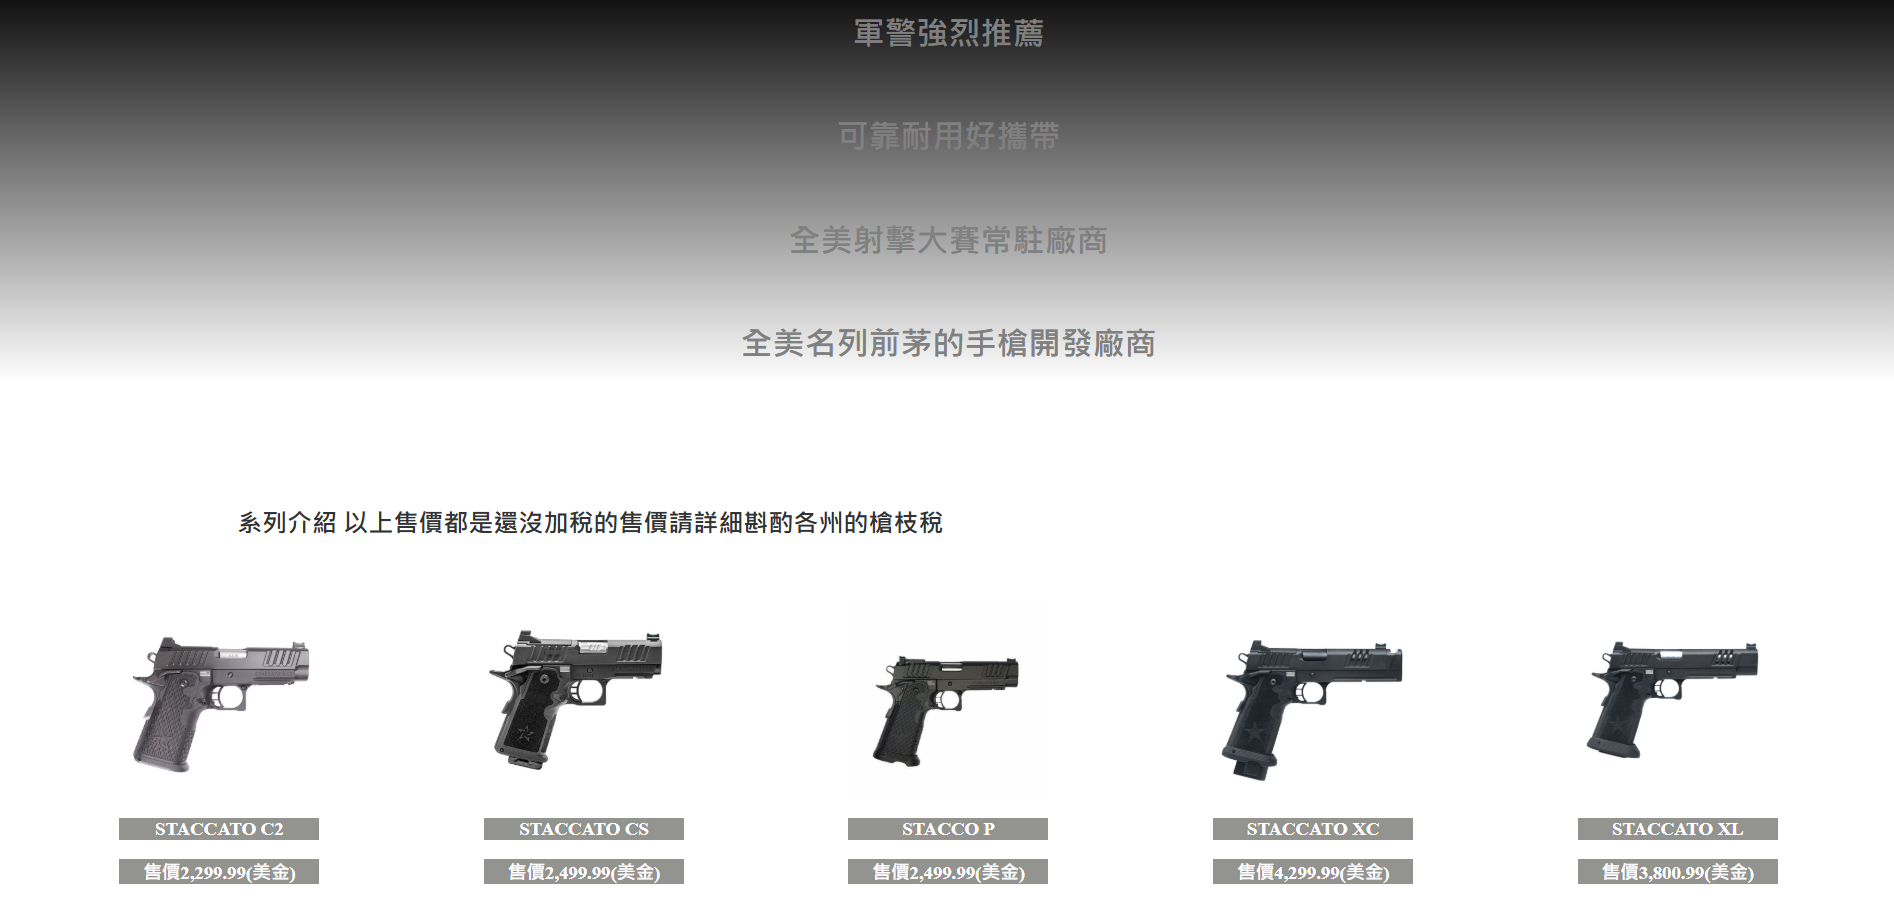 軍警強烈推薦
可靠耐用好攜帶
全美射擊大賽常駐廠商
全美名列前茅的手槍開發廠商
系列介紹 以上售價都是還沒加稅的售價請詳細斟酌各州的槍枝稅
STACCATO C2
STACCATO CS
STACCO P
STACCATO XC
STACCATO XL
售價2,299.99(美金)
售價2,499.99(美金)
售價2,499.99(美金)
售價4,299.99(美金)
售價3,800.99(美金)